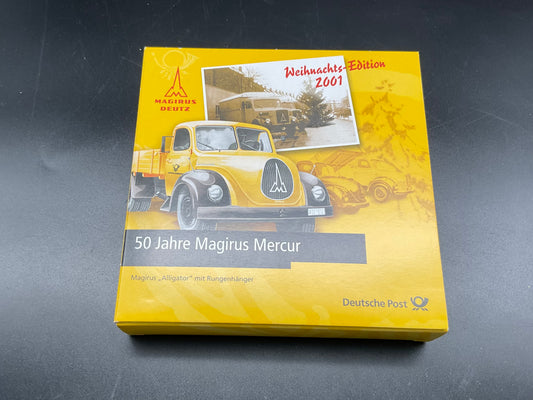 Weihnachts-Edition
2001
MAGIRUS
DEUTZ
50 Jahre Magirus Mercur
Magirus „Alligator" mit Rungenhänger
Deutsche Post